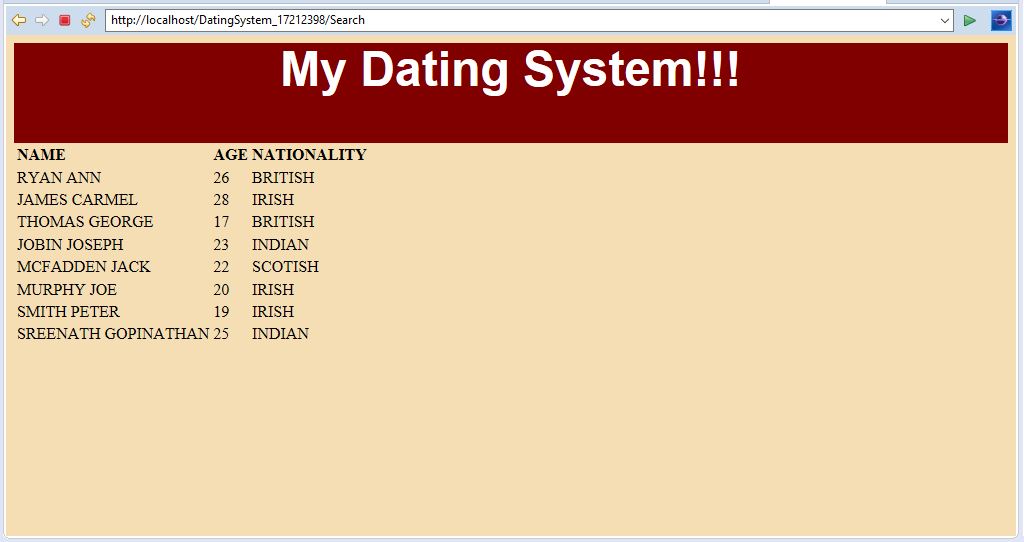 http://localhost/DatingSystem_17212398/Search
My Dating System!!!
NAME AGE NATIONALITY
RYAN ANN 26 BRITISH
JAMES CARMEL 28 IRISH
THOMAS GEORGE 17 BRITISH
JOBIN JOSEPH 23 INDIAN
MCFADDEN JACK 22 SCOTISH
MURPHY JOE 20 IRISH
SMITH PETER 19 IRISH
SREENATH GOPINATHAN 25 INDIAN